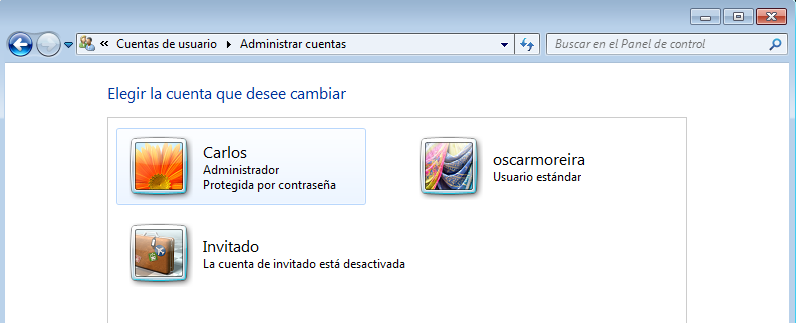 « Cuentas de usuario Administrar cuentas
Buscar en el Panel de control
Elegir la cuenta que desee cambiar
Carlos
Administrador
Protegida por contraseña
oscarmoreira
Usuario estándar
Invitado
La cuenta de invitado está desactivada